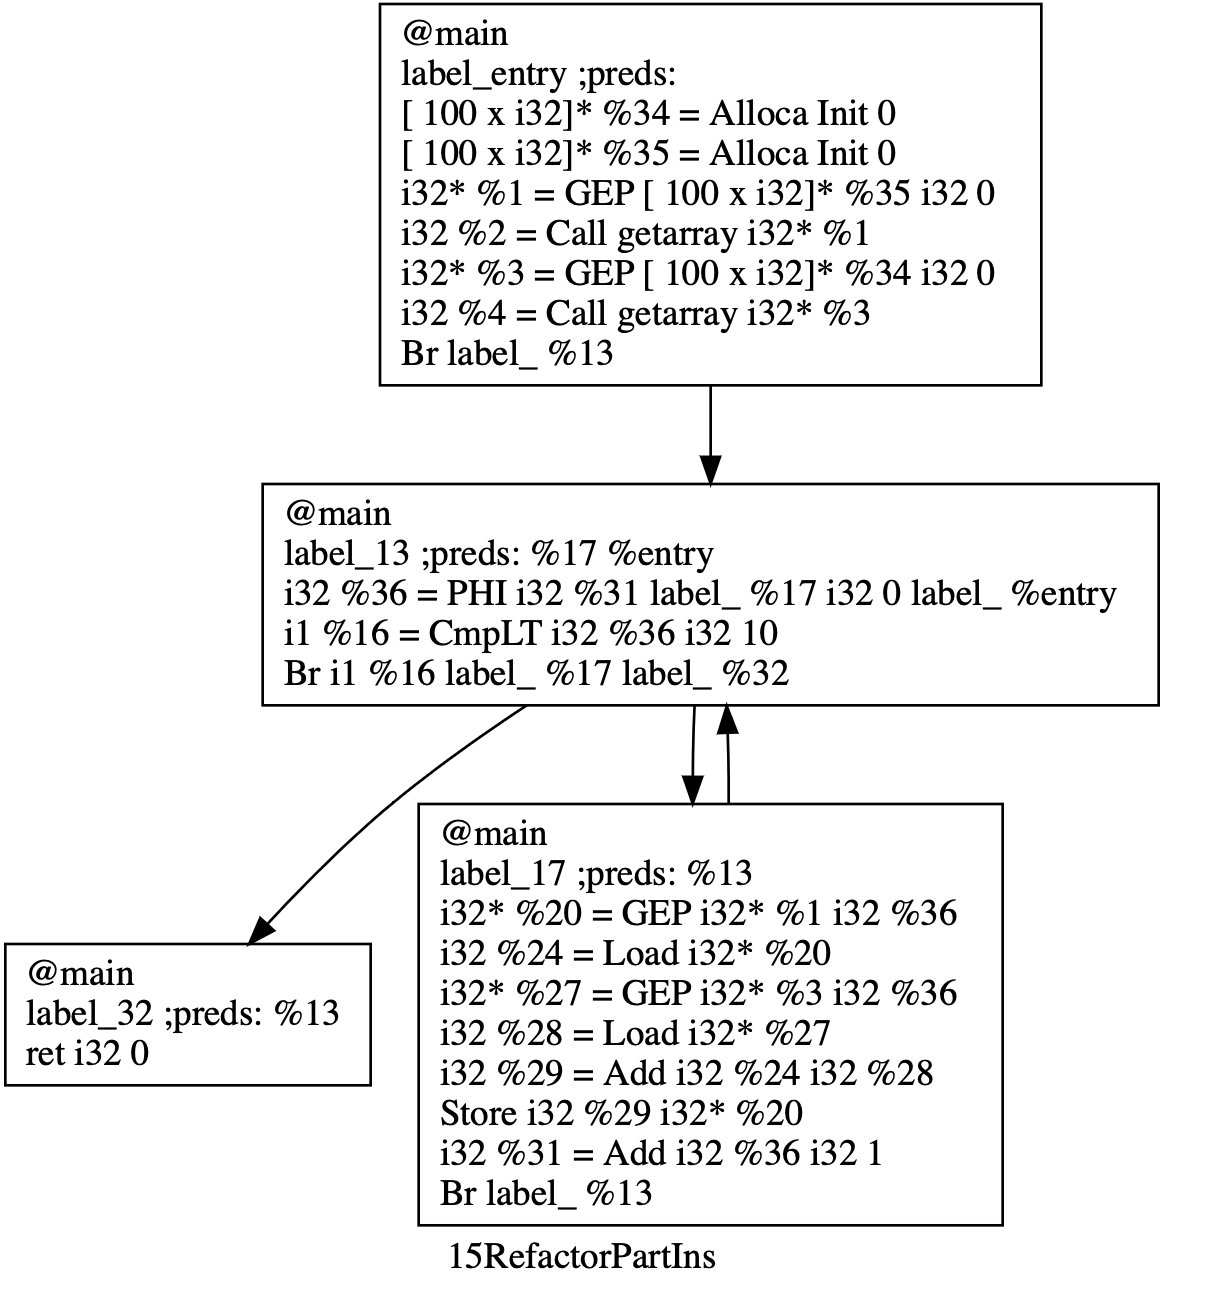 @main
label_entry ;preds:
[ 100 x i32]* %34 = Alloca Init 0
[ 100 x i32]* %35 = Alloca Init 0
i32* %1 = GEP [ 100 x i32]* %35 i32 0
i32 %2 = Call getarray i32* %1
i32* %3 = GEP [ 100 x i32]* %34 i32 0
i32 %4 = Call getarray i32* %3
Br label_ %13
@main
label_13 ;preds: %17 %entry
i32 %36 = PHI i32 %31 label_ %17 i32 0 label_ %entry
i1 %16 = CmpLT i32 %36 i32 10
Br i1 %16 label_ %17 label_ %32
@main
label_32 ;preds: %13
ret i32 0
@main
label_17 ;preds: %13
i32* %20 = GEP i32* %1 i32 %36
i32 %24 = Load i32* %20
i32* %27 = GEP i32* %3 i32 %36
i32 %28 = Load i32* %27
i32 %29 = Add i32 %24 i32 %28
Store i32 %29 i32* %20
i32 %31 = Add i32 %36 i32 1
Br label_ %13
15RefactorPartIns